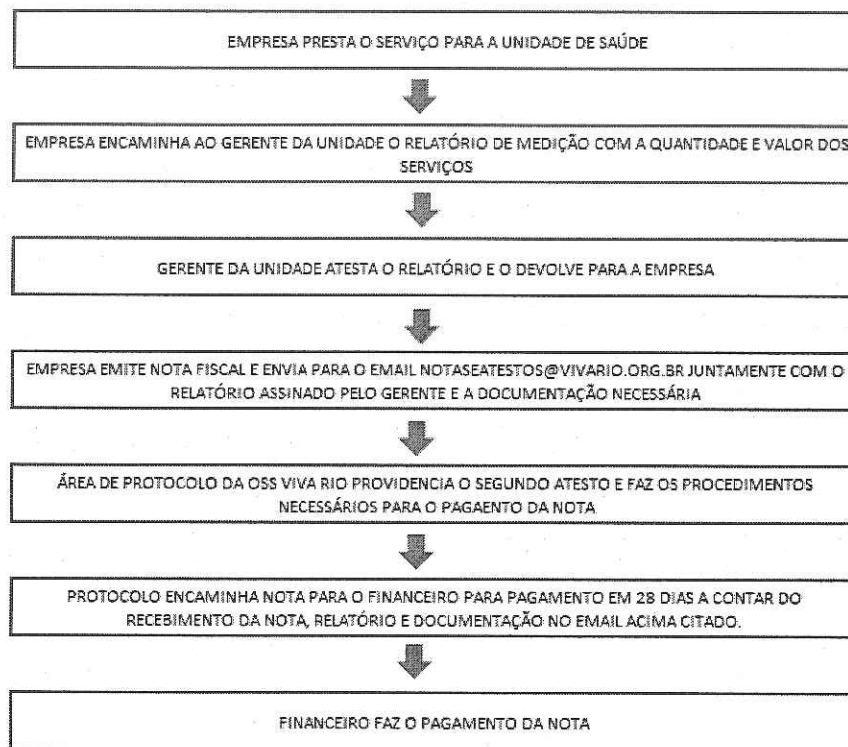 EMPRESA PRESTA O SERVIÇO PARA A UNIDADE DE SAÚDE
EMPRESA ENCAMINHA AO GERENTE DA UNIDADE O RELATÓRIO DE MEDIÇÃO COM A QUANTIDADE E VALOR DOS
SERVIÇOS
GERENTE DA UNIDADE ATESTA O RELATÓRIO E O DEVOLVE PARA A EMPRESA
EMPRESA EMITE NOTA FISCAL E ENVIA PARA O EMAIL NOTASEATESTOS@VIVARIO.ORG.BR JUNTAMENTE COM O
RELATÓRIO ASSINADO PELO GERENTE E A DOCUMENTAÇÃO NECESSÁRIA
ÁREA DE PROTOCOLO DA OSS VIVA RIO PROVIDENCIA O SEGUNDO ATESTO E FAZ OS PROCEDIMENTOS
NECESSÁRIOS PARA O PAGAENTO DA NOTA
PROTOCOLO ENCAMINHA NOTA PARA O FINANCEIRO PARA PAGAMENTO EM 28 DIAS A CONTAR DO
RECEBIMENTO DA NOTA, RELATÓRIO E DOCUMENTAÇÃO NO EMAIL ACIMA CITADO.
FINANCEIRO FAZ O PAGAMENTO DA NOTA